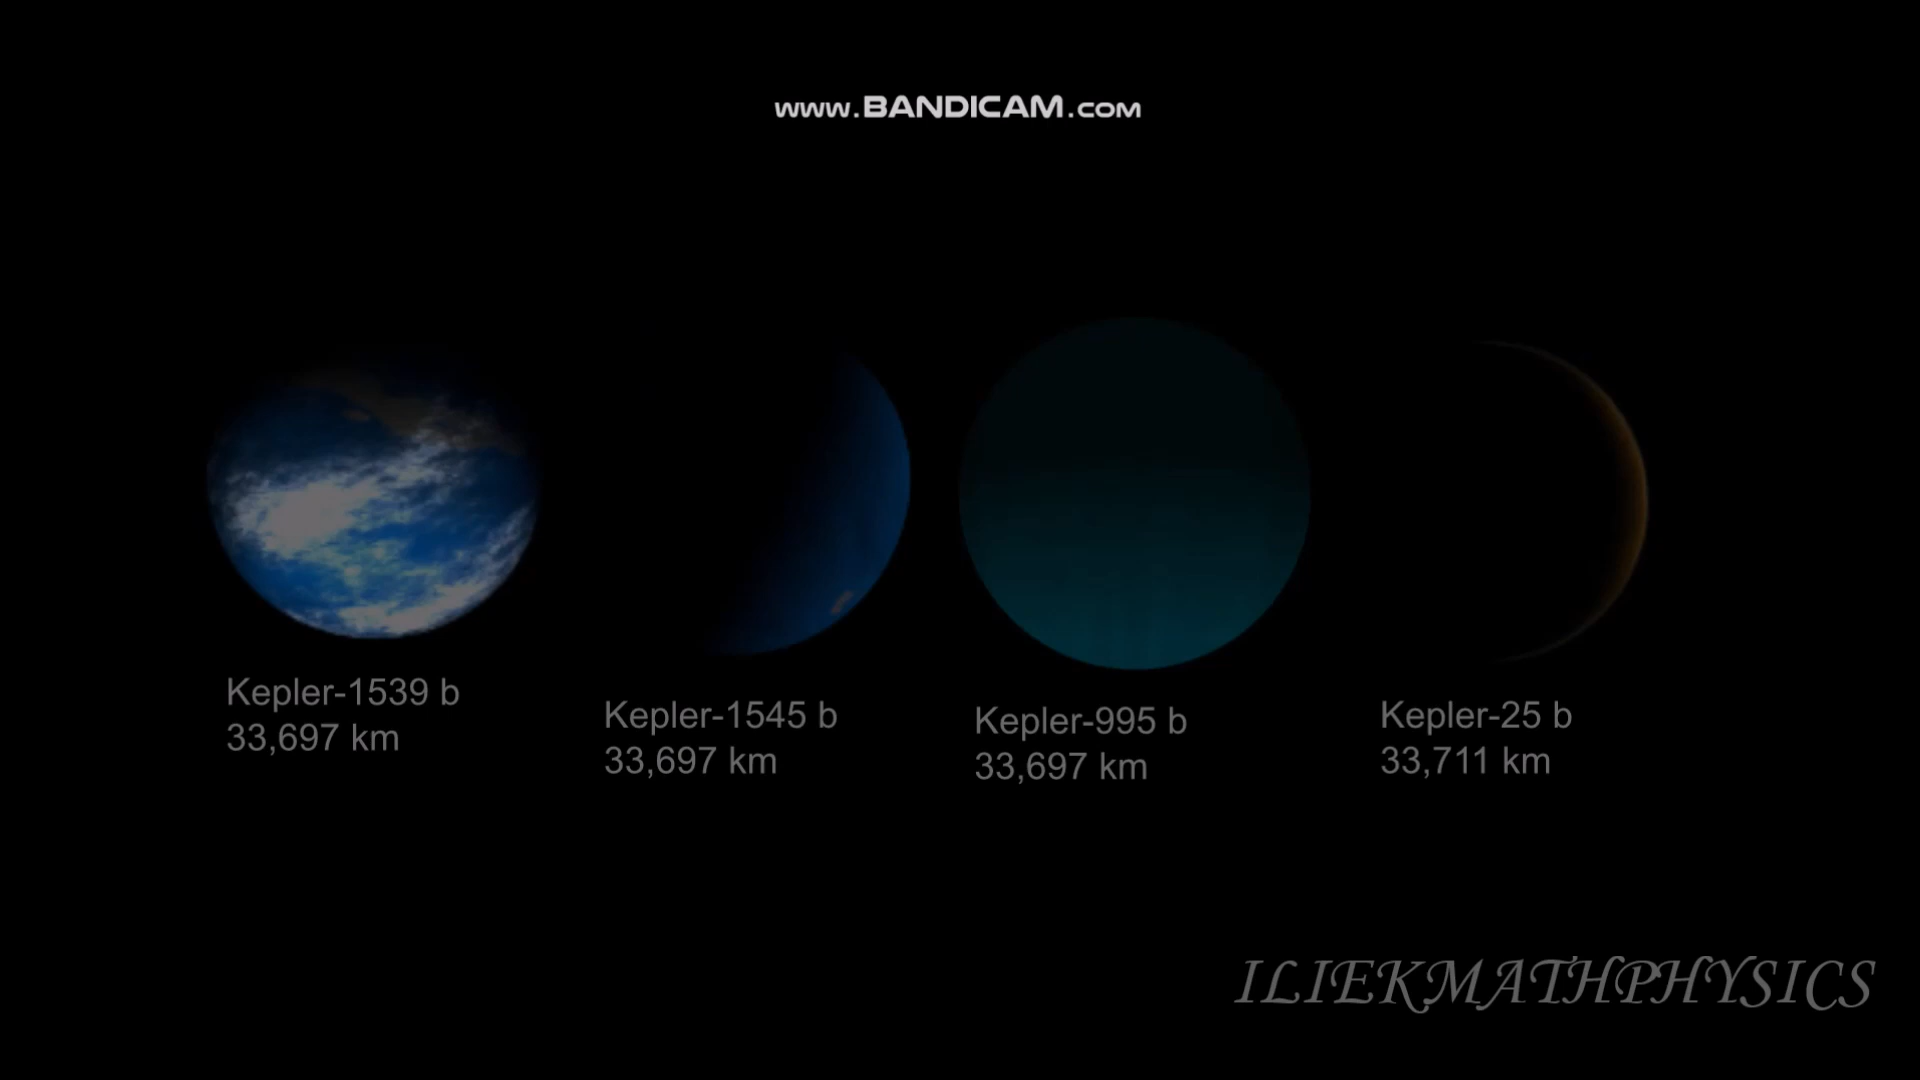 www.BANDICAM.com
Kepler-1539 b
33,697 km
Kepler-1545 b
33,697 km
Kepler-995 b
33,697 km
Kepler-25 b
33,711 km
ILIEKMATHPHYSICS